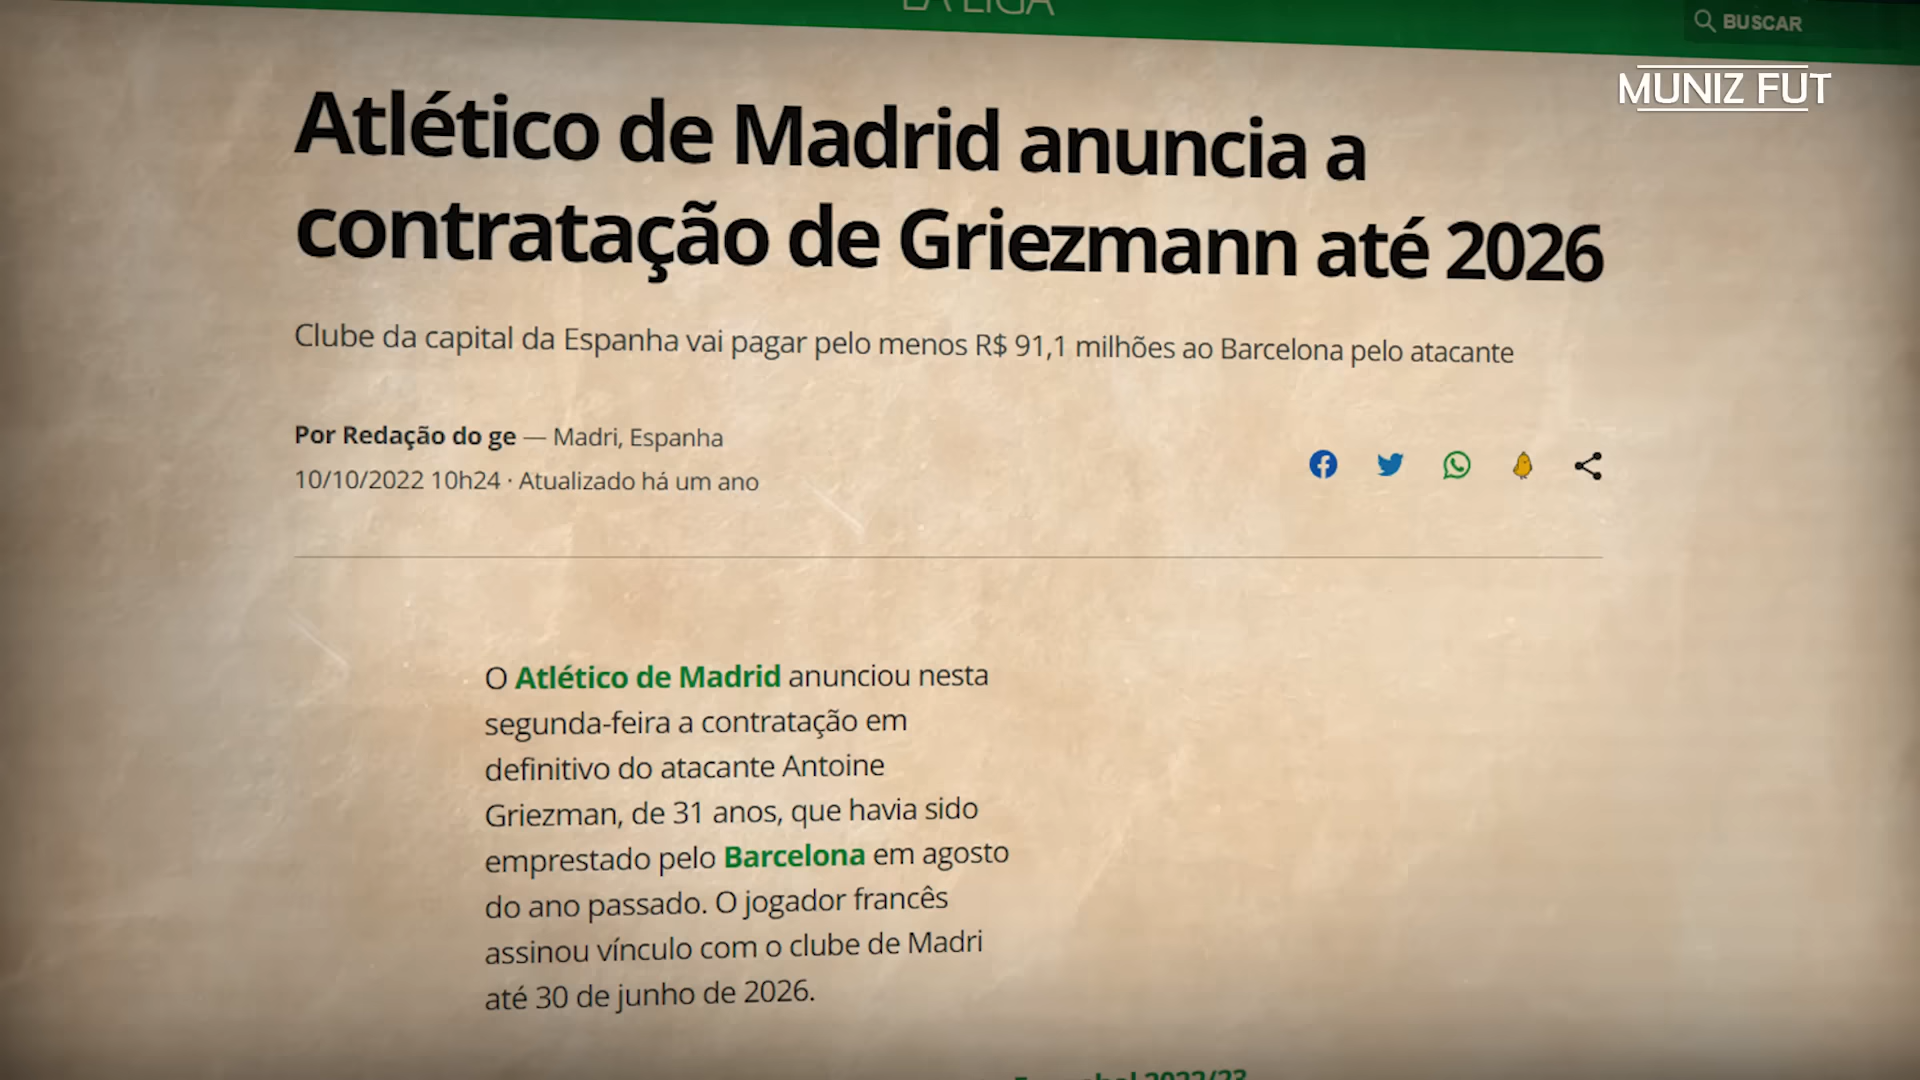 LA LIGA
BUSCAR
MUNIZ FUT
Atlético de Madrid anuncia a
contratação de Griezmann até 2026
Clube da capital da Espanha vai pagar pelo menos R$ 91,1 milhões ao Barcelona pelo atacante
Por Redação do ge — Madri, Espanha
10/10/2022 10h24 · Atualizado há um ano
O Atlético de Madrid anunciou nesta
segunda-feira a contratação em
definitivo do atacante Antoine
Griezman, de 31 anos, que havia sido
emprestado pelo Barcelona em agosto
do ano passado. O jogador francês
assinou vínculo com o clube de Madri
até 30 de junho de 2026.
2022/23